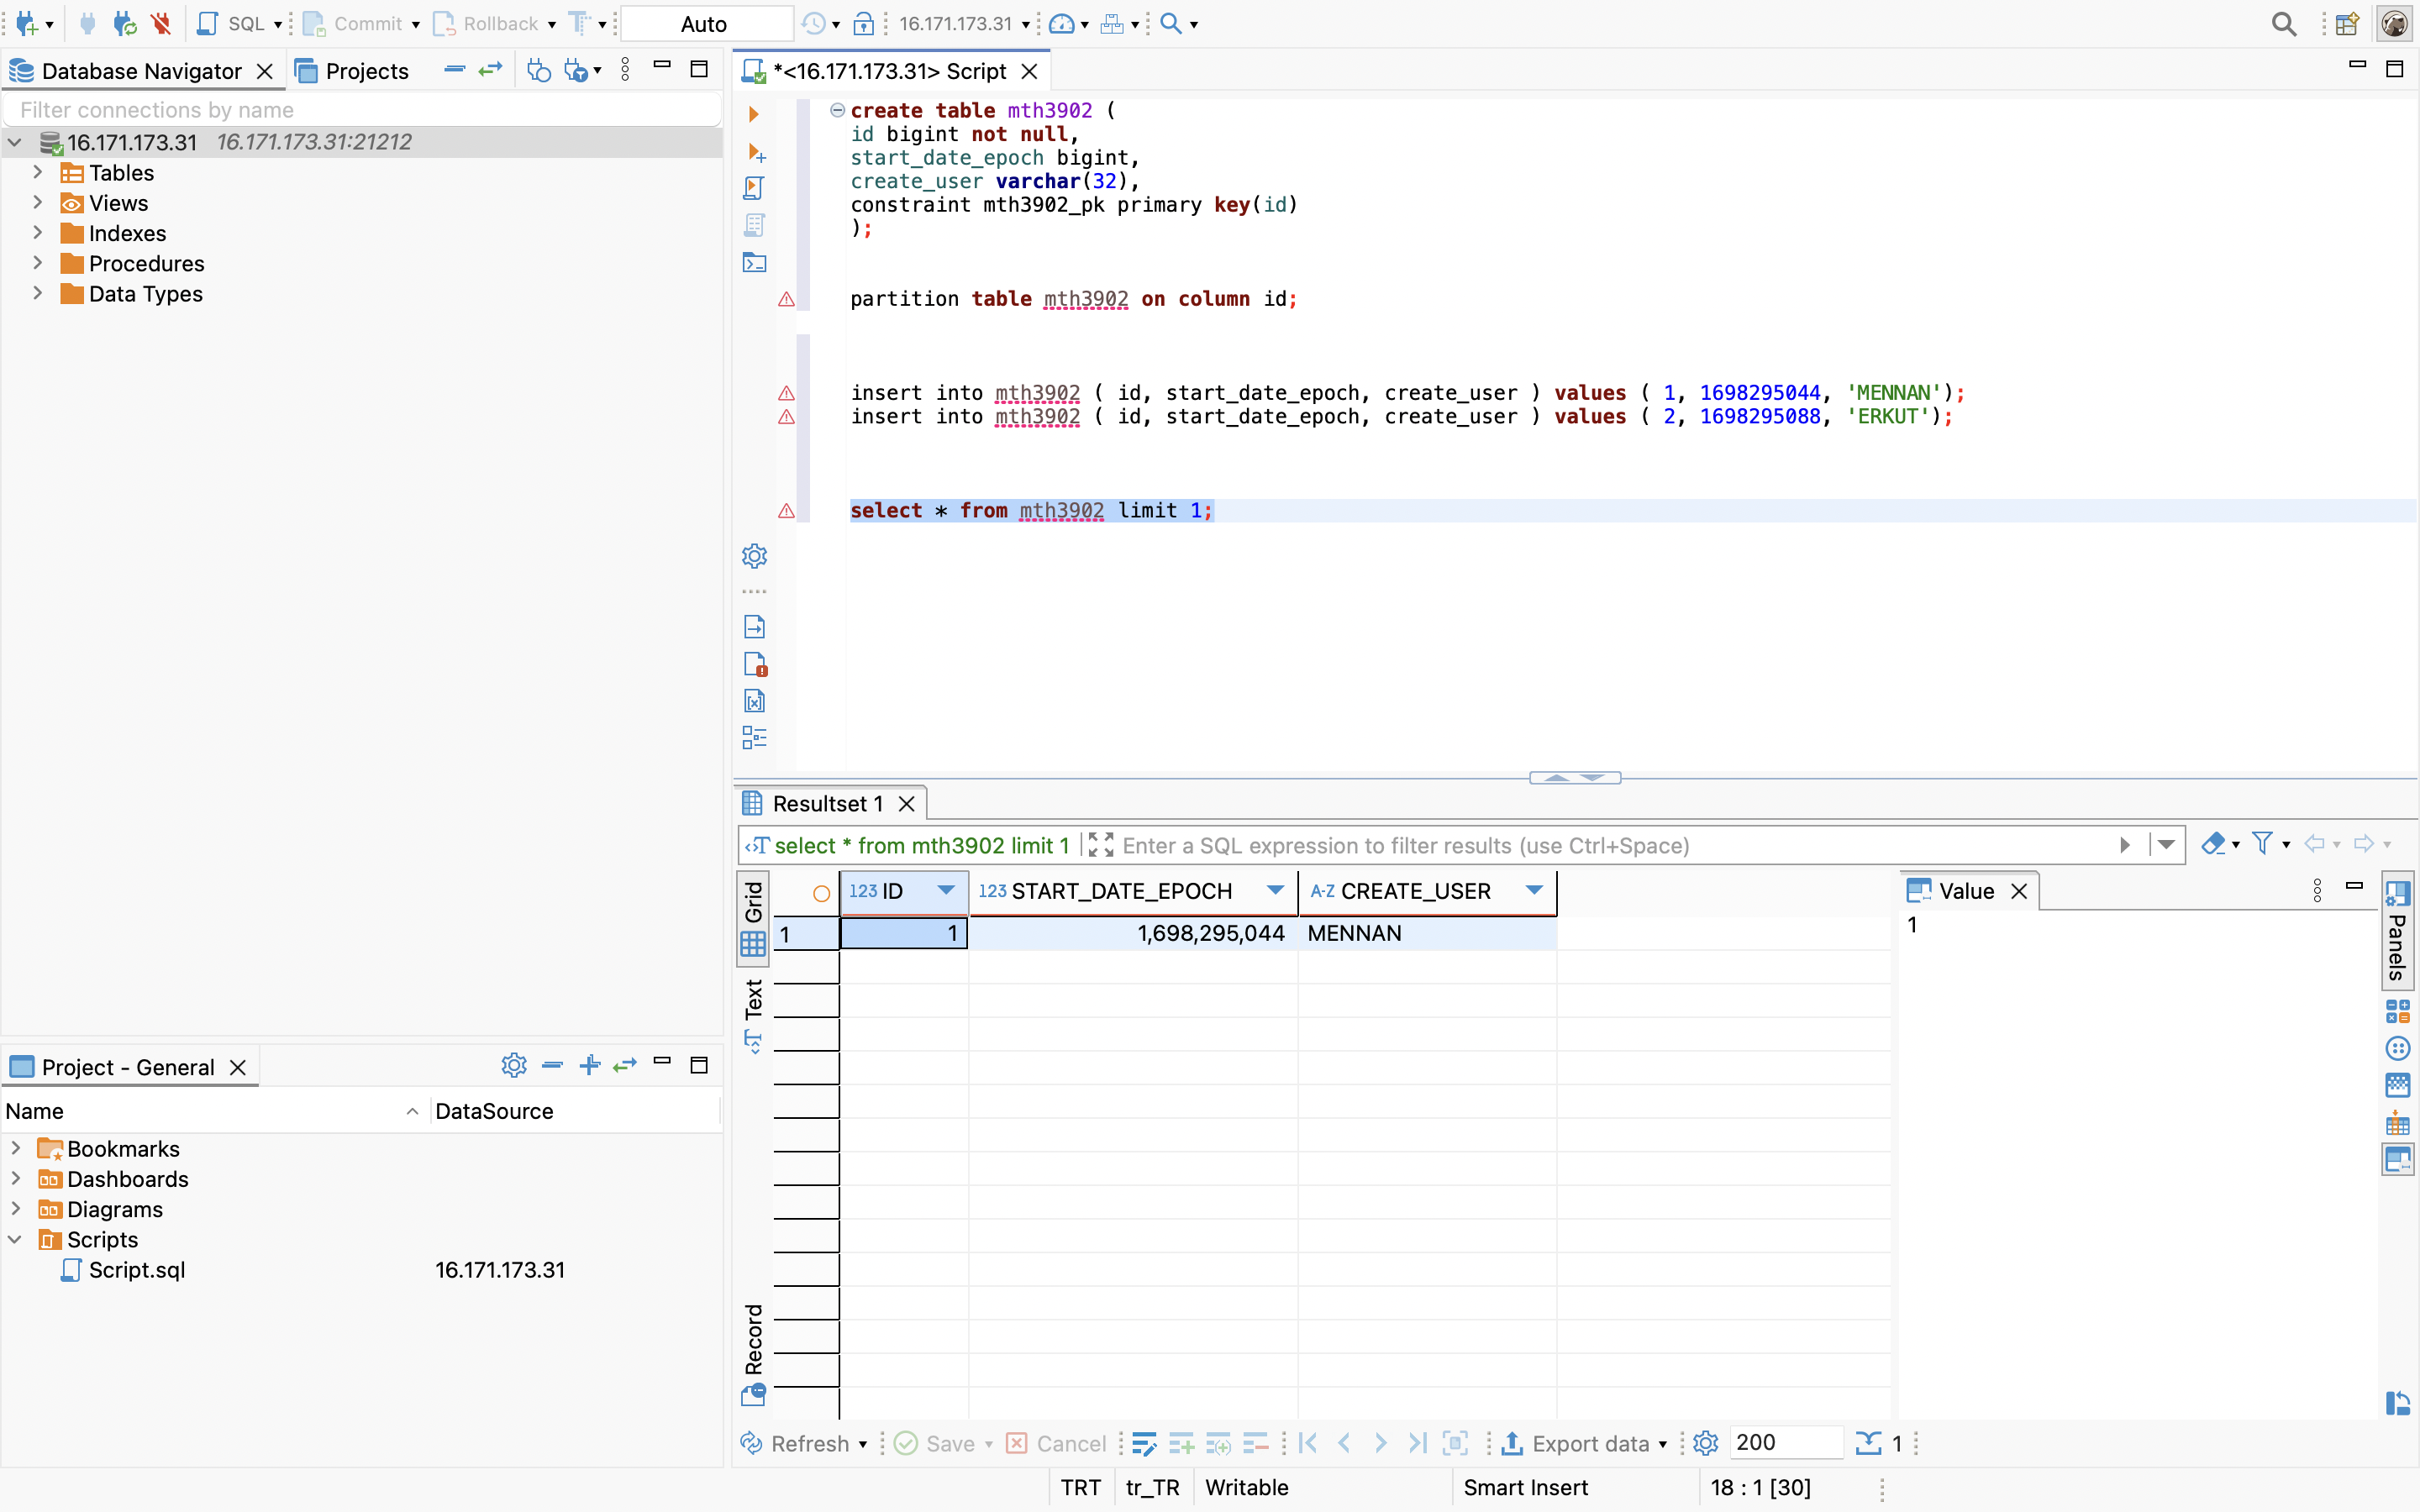 SQL Commit Rollback Auto 16.171.173.31
Database Navigator Projects
Filter connections by name
16.171.173.31 16.171.173.31:21212
Tables
Views
Indexes
Procedures
Data Types
Project - General
Name DataSource
Bookmarks
Dashboards
Diagrams
Scripts
Script.sql 16.171.173.31
*<16.171.173.31> Script
create table mth3902 (
id bigint not null,
start_date_epoch bigint,
create_user varchar(32),
constraint mth3902_pk primary key(id)
);
partition table mth3902 on column id;
insert into mth3902 ( id, start_date_epoch, create_user ) values ( 1, 1698295044, 'MENNAN');
insert into mth3902 ( id, start_date_epoch, create_user ) values ( 2, 1698295088, 'ERKUT');
select * from mth3902 limit 1;
Resultset 1
select * from mth3902 limit 1 Enter a SQL expression to filter results (use Ctrl+Space)
Grid
Text
Record
123 ID 123 START_DATE_EPOCH A-Z CREATE_USER
1 1 1,698,295,044 MENNAN
Value
1
Panels
Refresh Save Cancel Export data 200 1
TRT tr_TR Writable Smart Insert 18 : 1 [30]